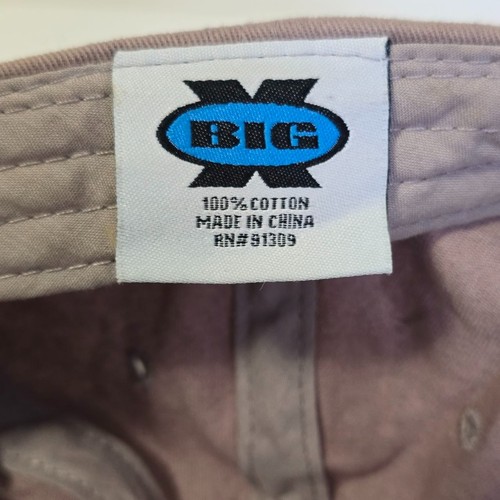 X
BIG
100% COTTON
MADE IN CHINA
RN#91309